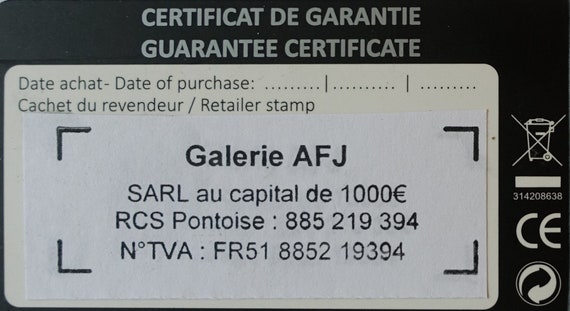 CERTIFICAT DE GARANTIE
GUARANTEE CERTIFICATE
Date achat- Date of purchase: .........|.......... | .........
Cachet du revendeur / Retailer stamp
Galerie AFJ
SARL au capital de 1000€
RCS Pontoise : 885 219 394
N°TVA : FR51 8852 19394
314208638
CE